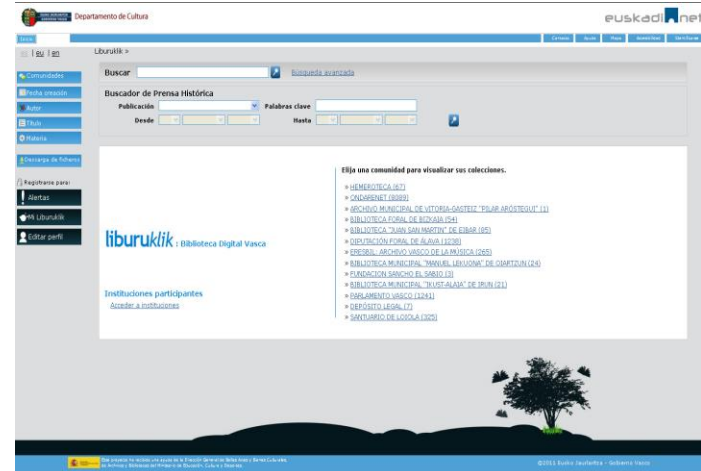 Departamento de Cultura
euskadi.net
Inicio
es | eu | en
Liburuklik >
Comunidades
Fecha creación
Autor
Título
Materia
Descarga de ficheros
Registrarse para:
Alertas
Mi Liburuklik
Editar perfil
Buscar
Búsqueda avanzada
Buscador de Prensa Histórica
Publicación
Palabras clave
Desde
Hasta
liburuklik : Biblioteca Digital Vasca
Instituciones participantes
Acceder a instituciones
Elija una comunidad para visualizar sus colecciones.
» HEMEROTECA (67)
» ONDARENET (8089)
» ARCHIVO MUNICIPAL DE VITORIA-GASTEIZ "PILAR ARÓSTEGUI" (1)
» BIBLIOTECA FORAL DE BIZKAIA (54)
» BIBLIOTECA "JUAN SAN MARTIN" DE EIBAR (85)
» DIPUTACIÓN FORAL DE ÁLAVA (1238)
» ERESBIL: ARCHIVO VASCO DE LA MÚSICA (265)
» BIBLIOTECA MUNICIPAL "MANUEL LEKUONA" DE OIARTZUN (24)
» FUNDACION SANCHO EL SABIO (3)
» BIBLIOTECA MUNICIPAL "IKUST-ALAIA" DE IRUN (21)
» PARLAMENTO VASCO (1241)
» DEPÓSITO LEGAL (7)
» SANTUARIO DE LOIOLA (325)
©2011 Eusko Jaurlaritza - Gobierno Vasco